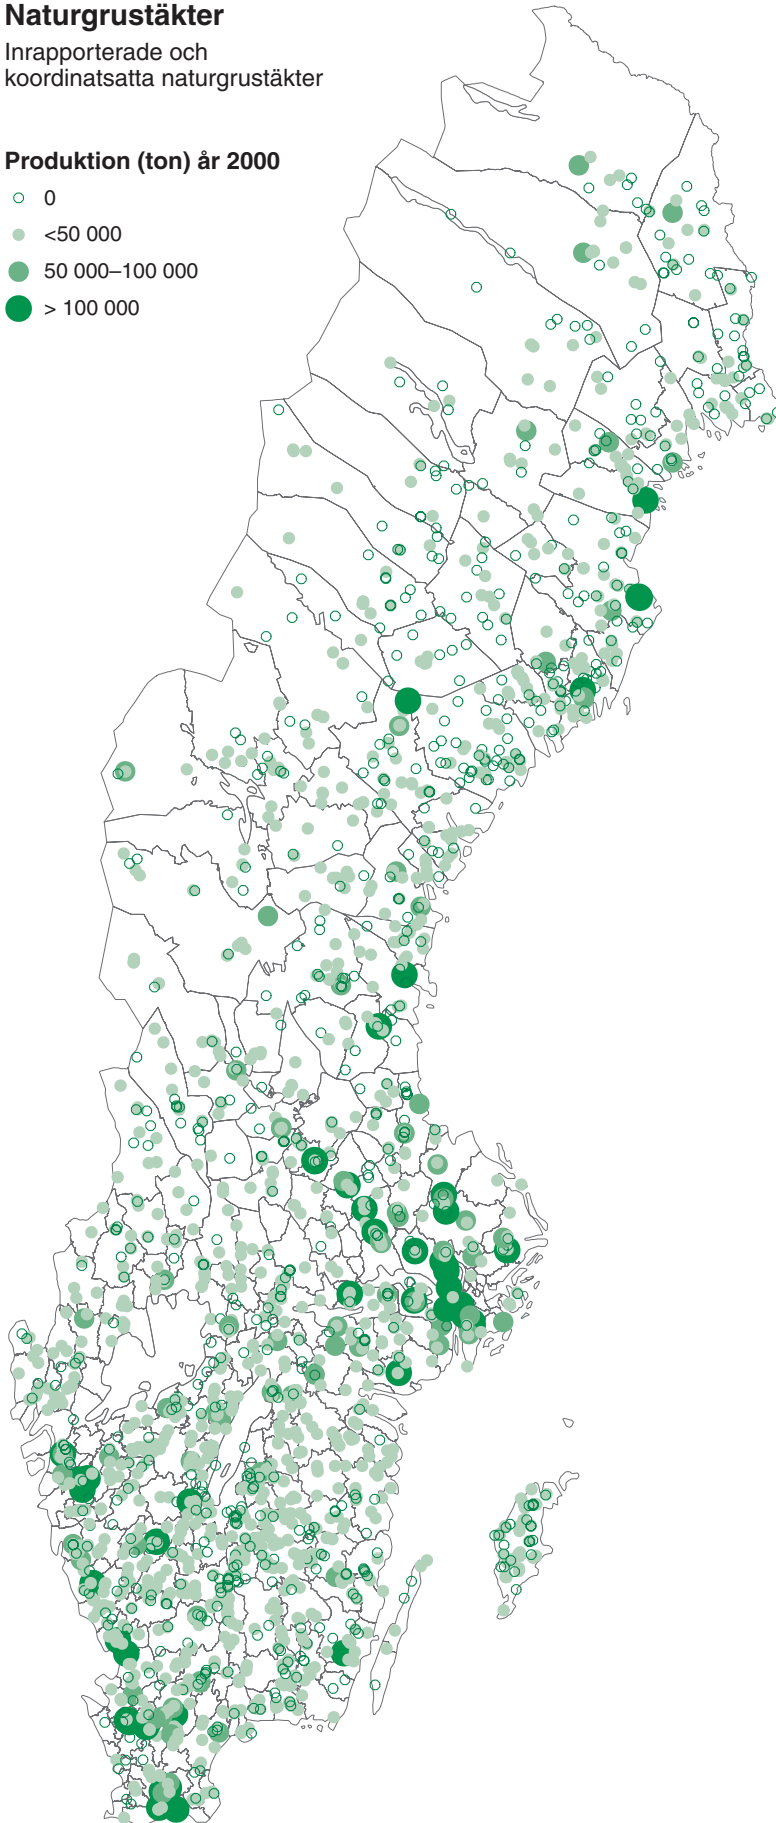 Naturgrustäkter
Inrapporterade och
koordinatsatta naturgrustäkter
Produktion (ton) år 2000
0
<50 000
50 000–100 000
> 100 000